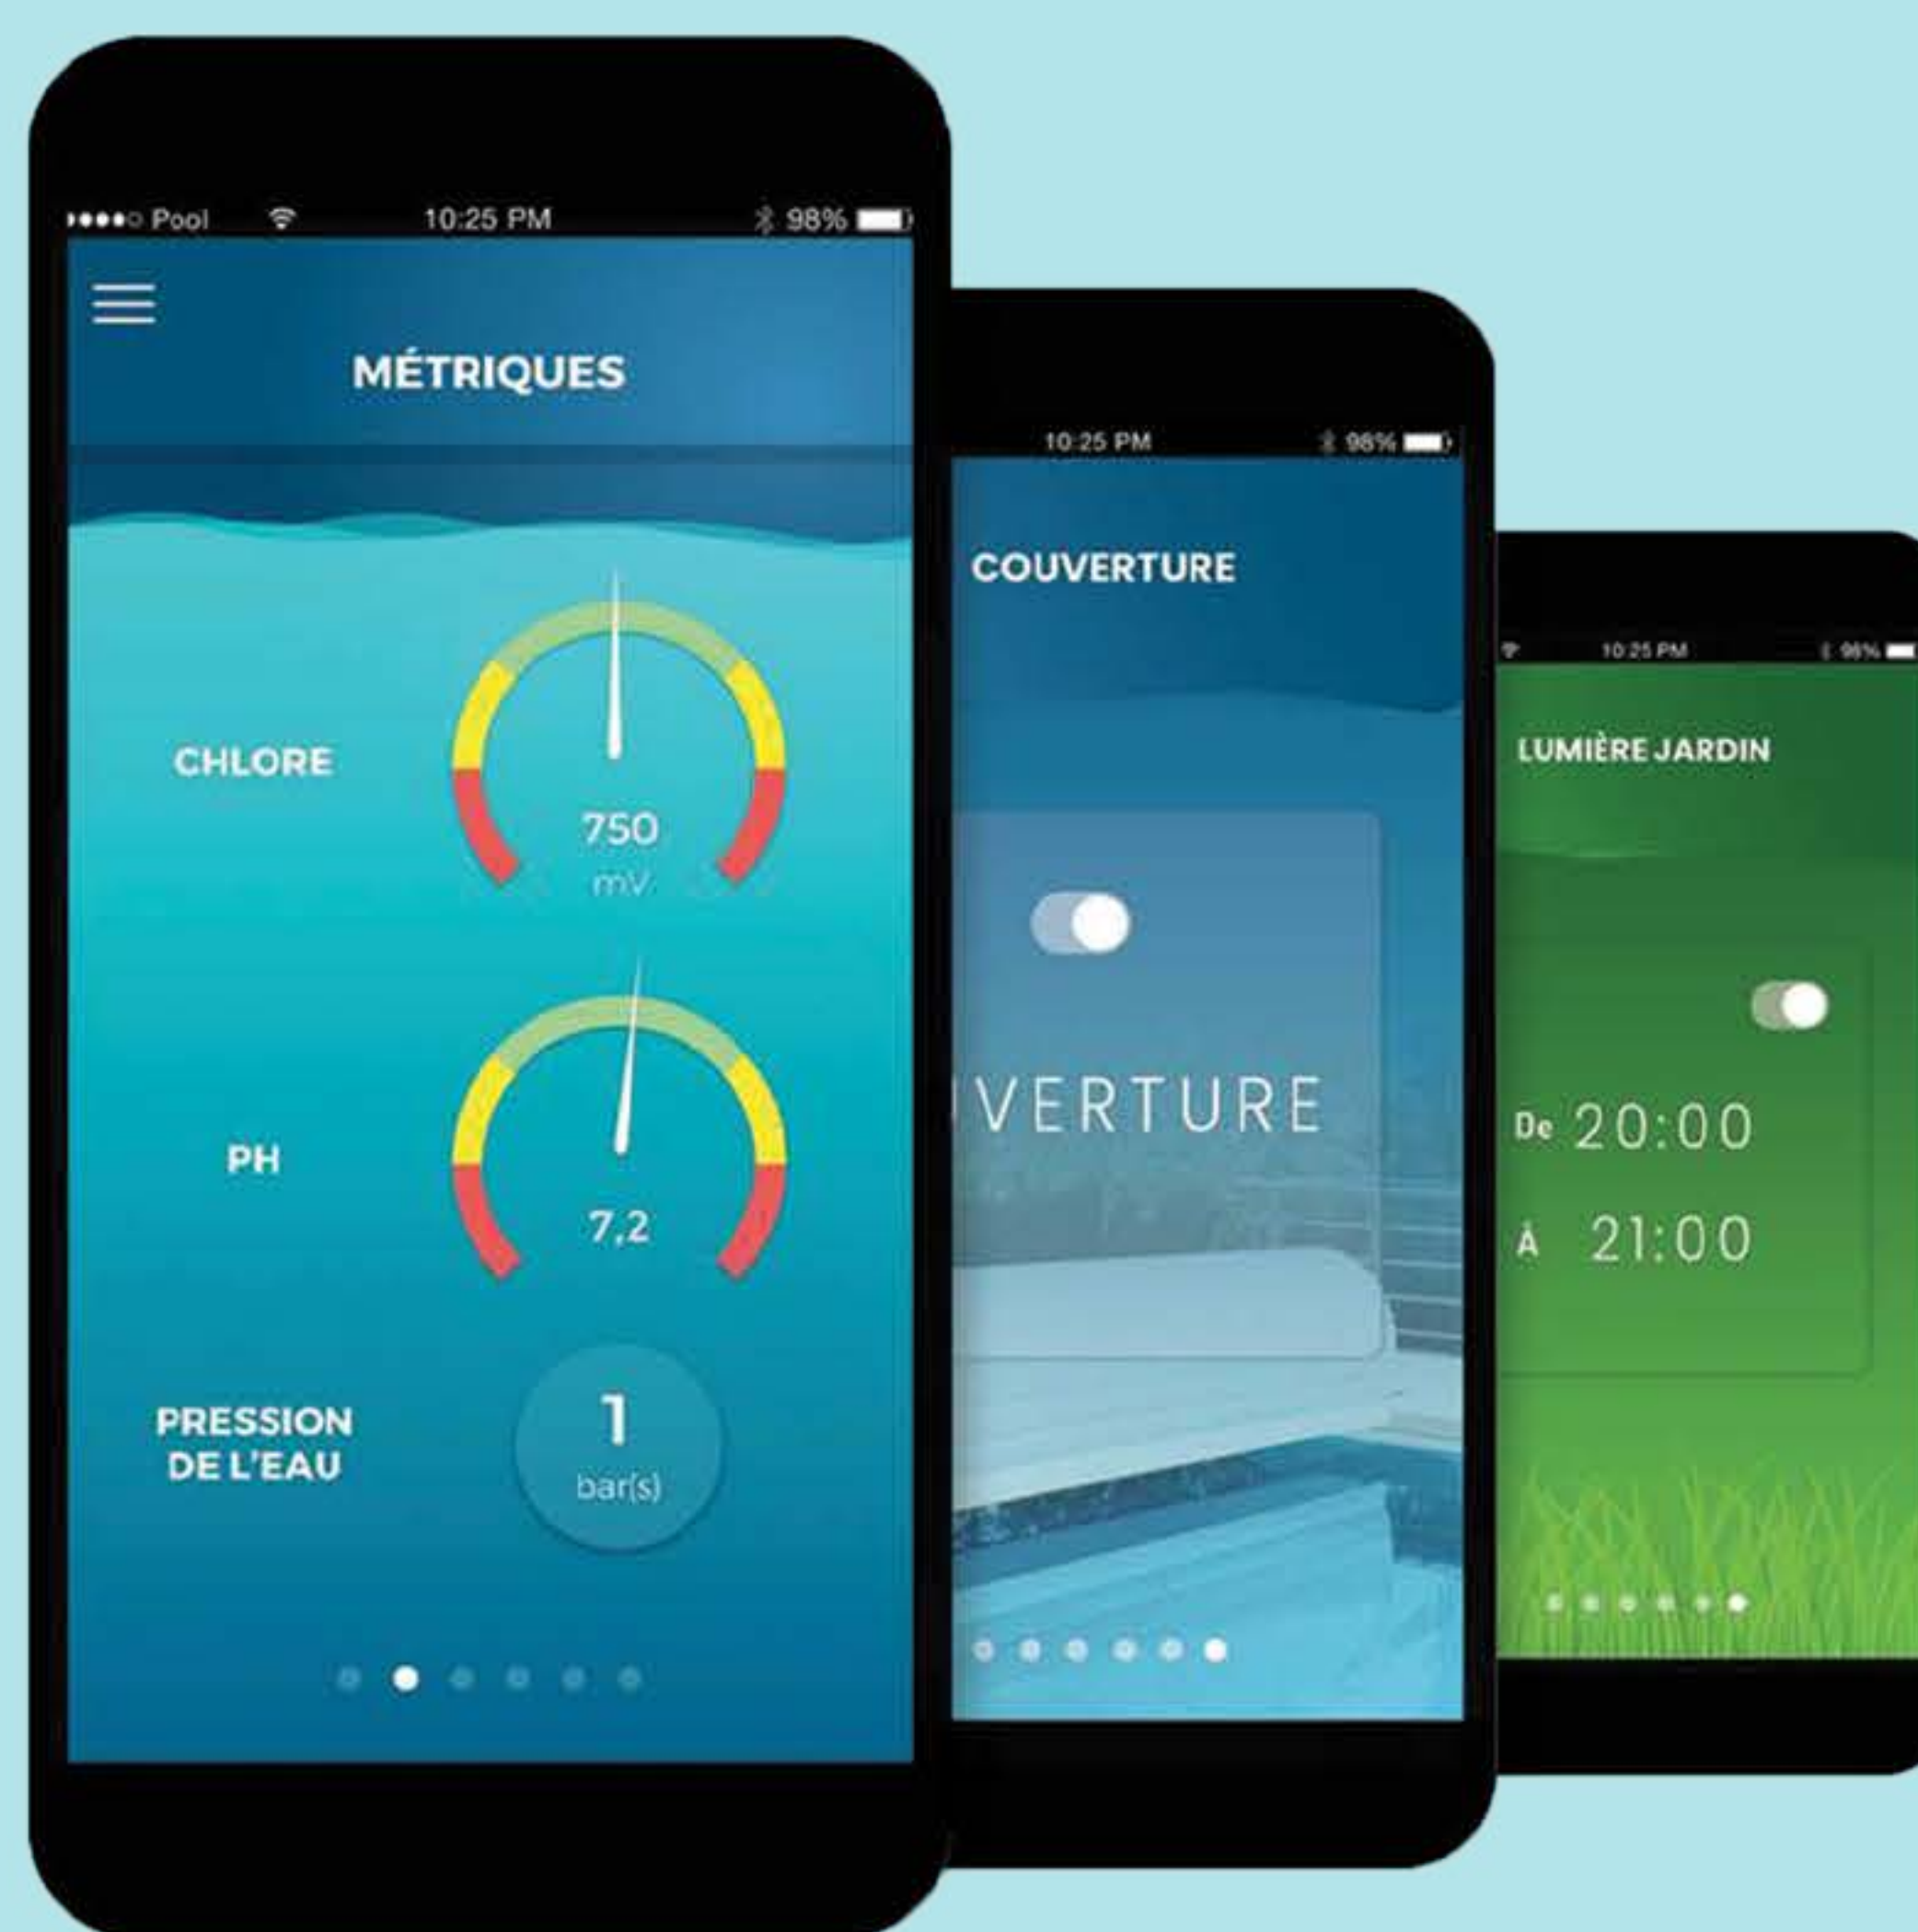 Pool 10:25 PM 98%
MÉTRIQUES
CHLORE
750
mV
PH
7,2
PRESSION
DE L'EAU
1
bar(s)
10:25 PM 98%
COUVERTURE
VERTURE
10:25 PM 98%
LUMIÈRE JARDIN
De 20:00
À 21:00